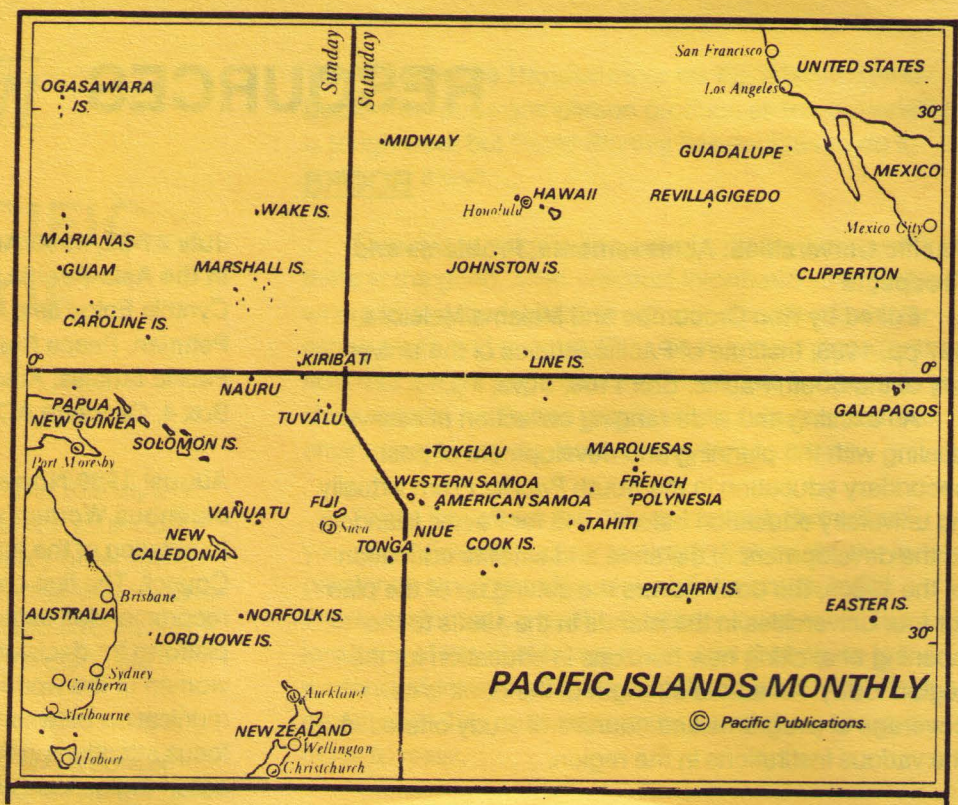 Sunday
Saturday
San Francisco
UNITED STATES
Los Angeles
OGASAWARA
IS.
30°
MIDWAY
GUADALUPE
MEXICO
HAWAII
REVILLAGIGEDO
Honolulu
WAKE IS.
Mexico City
MARIANAS
GUAM
MARSHALL IS.
JOHNSTON IS.
CLIPPERTON
CAROLINE IS.
0°
KIRIBATI
LINE IS.
0°
NAURU
PAPUA
NEW GUINEA
TUVALU
GALAPAGOS
SOLOMON IS.
Port Moresby
TOKELAU
MARQUESAS
WESTERN SAMOA
FRENCH
POLYNESIA
AMERICAN SAMOA
VANUATU
FIJI
Suva
TAHITI
NEW
CALEDONIA
TONGA
NIUE
COOK IS.
PITCAIRN IS.
Brisbane
EASTER IS.
AUSTRALIA
NORFOLK IS.
LORD HOWE IS.
30°
Sydney
Canberra
Auckland
PACIFIC ISLANDS MONTHLY
Melbourne
© Pacific Publications.
NEW ZEALAND
Wellington
Hobart
Christchurch